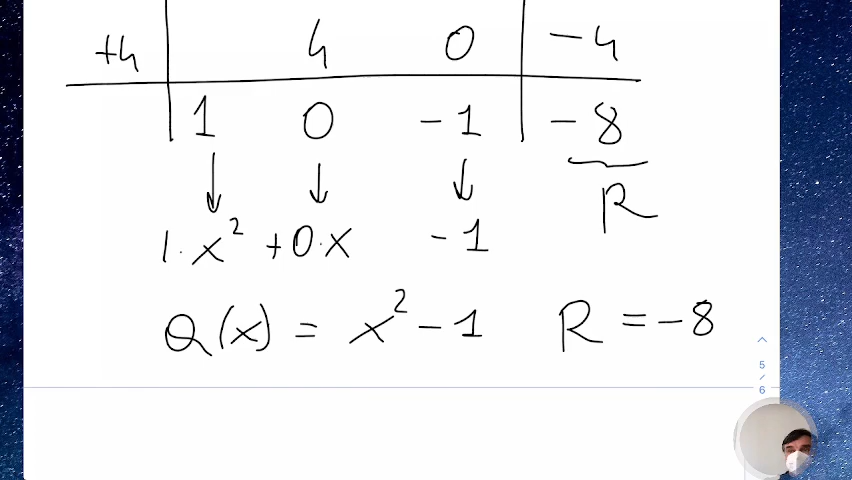 +4 4 0 -4
1 0 -1 -8
R
1·x² +0·x -1
Q(x) = x² - 1 R = -8
5
/
6